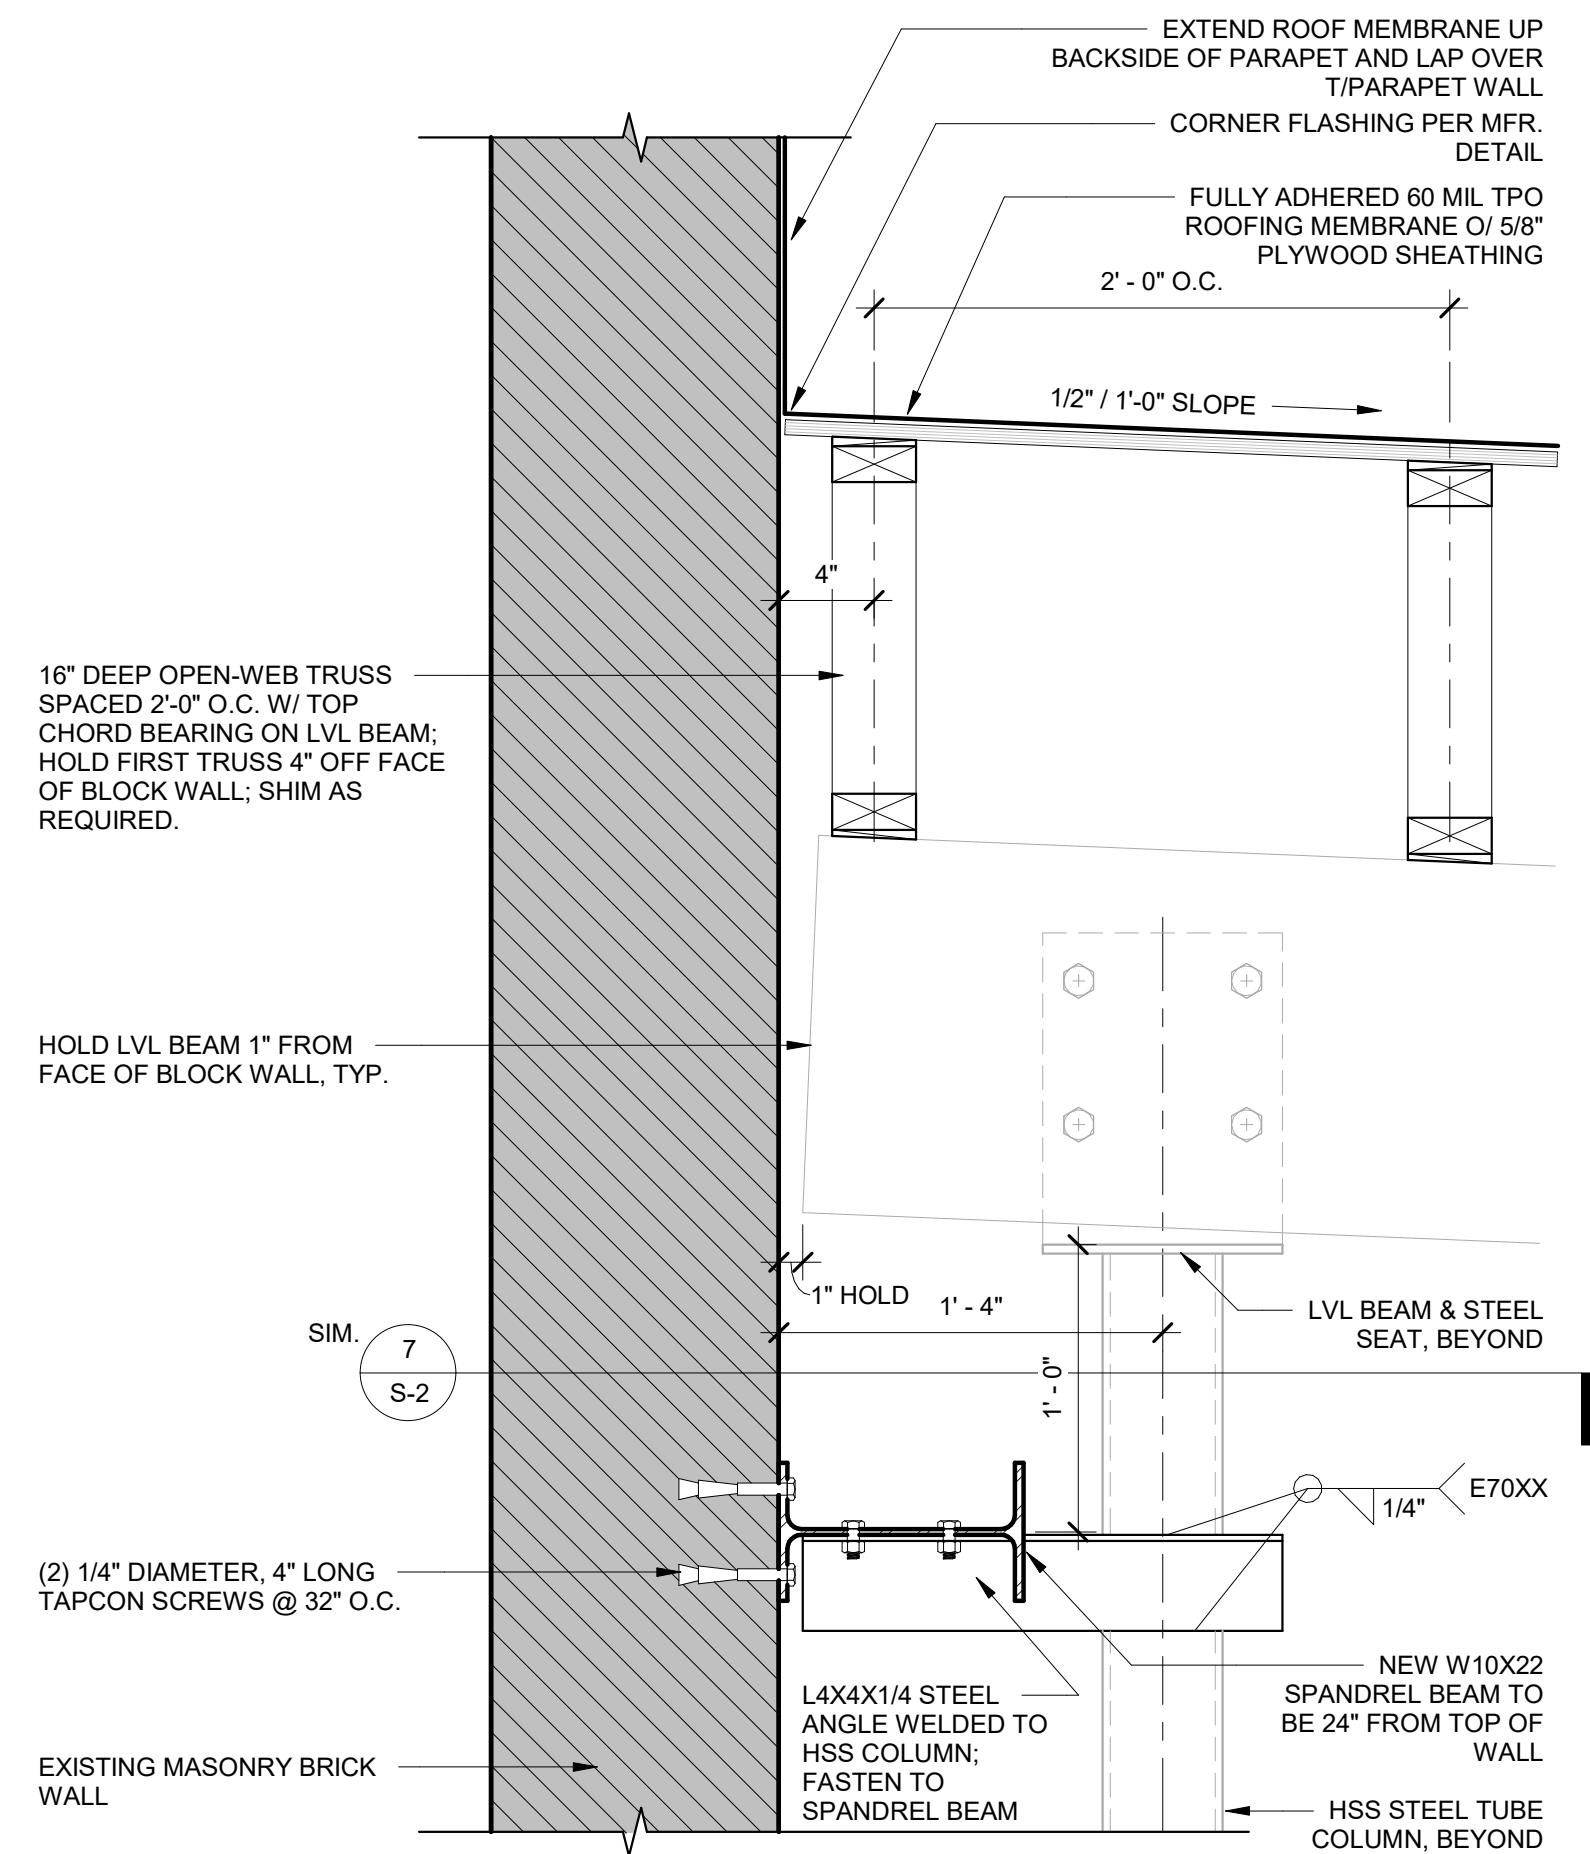 EXTEND ROOF MEMBRANE UP
BACKSIDE OF PARAPET AND LAP OVER
T/PARAPET WALL
CORNER FLASHING PER MFR.
DETAIL
FULLY ADHERED 60 MIL TPO
ROOFING MEMBRANE O/ 5/8"
PLYWOOD SHEATHING
2' - 0" O.C.
1/2" / 1'-0" SLOPE
4"
16" DEEP OPEN-WEB TRUSS
SPACED 2'-0" O.C. W/ TOP
CHORD BEARING ON LVL BEAM;
HOLD FIRST TRUSS 4" OFF FACE
OF BLOCK WALL; SHIM AS
REQUIRED.
HOLD LVL BEAM 1" FROM
FACE OF BLOCK WALL, TYP.
1" HOLD
1' - 4"
LVL BEAM & STEEL
SEAT, BEYOND
SIM.
7
S-2
1' - 0"
E70XX
1/4"
(2) 1/4" DIAMETER, 4" LONG
TAPCON SCREWS @ 32" O.C.
L4X4X1/4 STEEL
ANGLE WELDED TO
HSS COLUMN;
FASTEN TO
SPANDREL BEAM
NEW W10X22
SPANDREL BEAM TO
BE 24" FROM TOP OF
WALL
EXISTING MASONRY BRICK
WALL
HSS STEEL TUBE
COLUMN, BEYOND